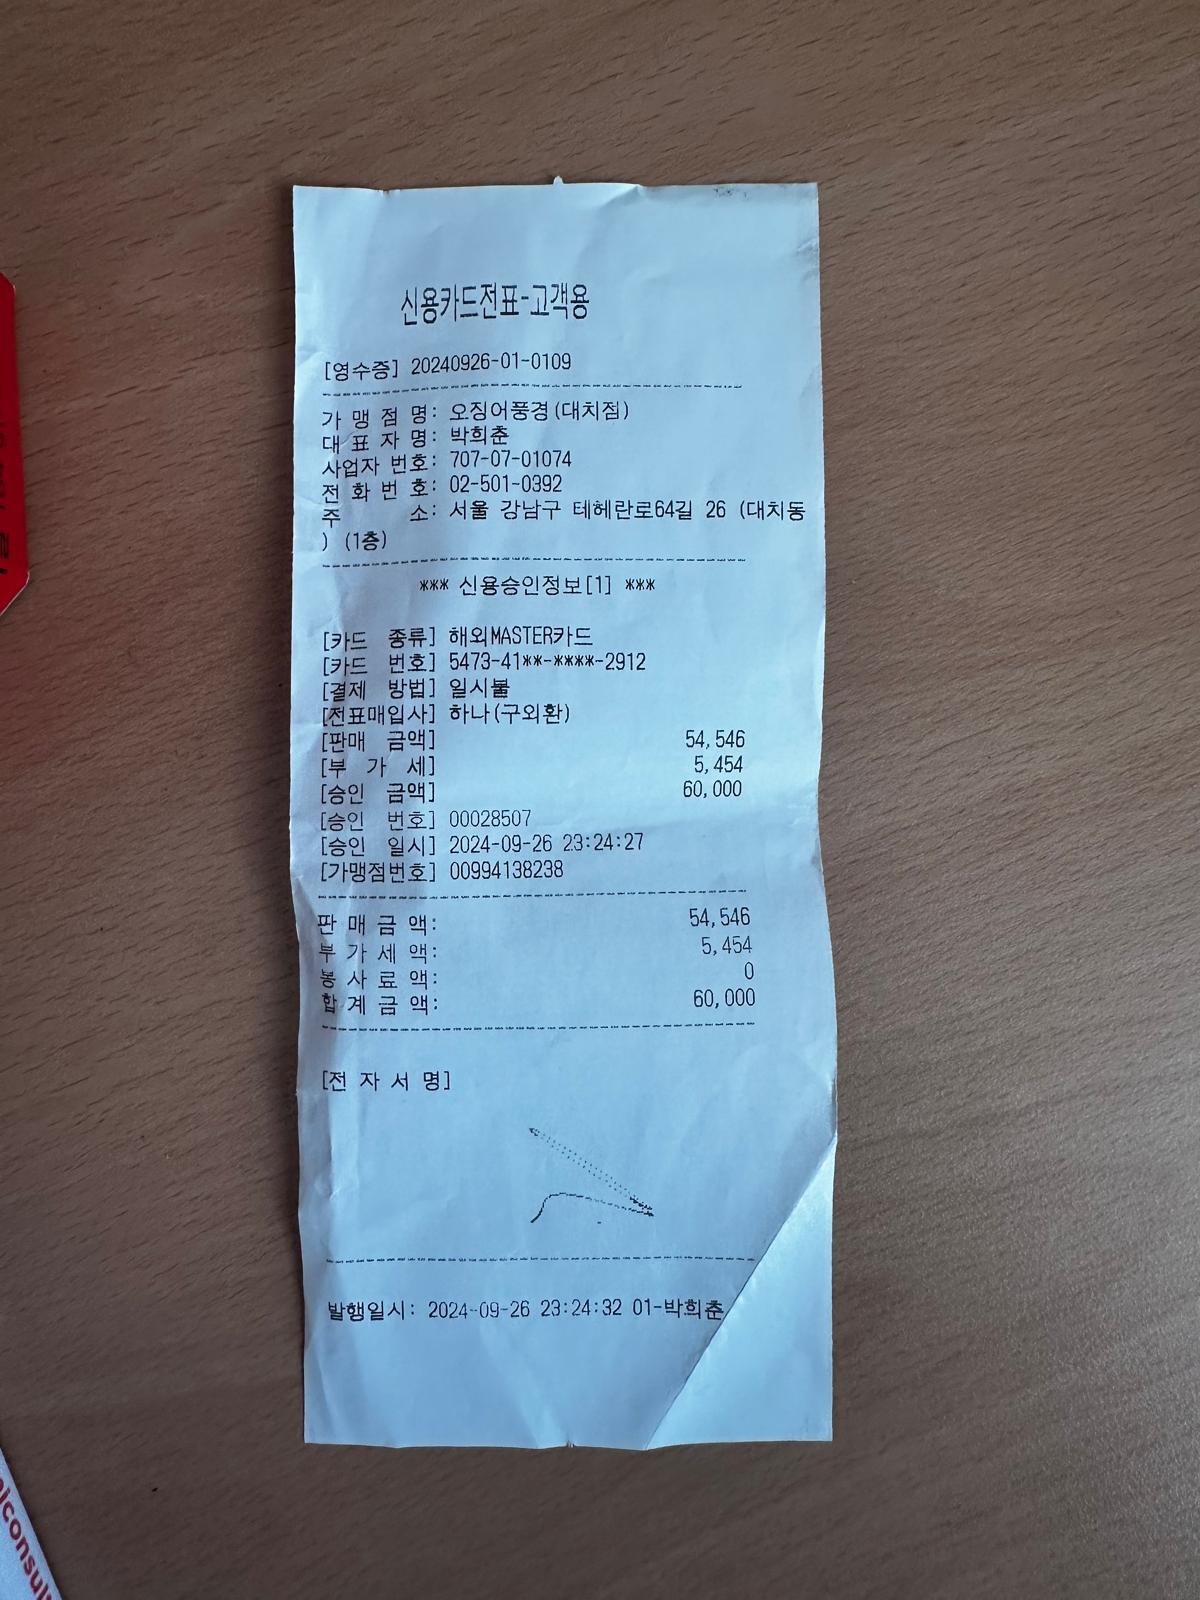 신용카드전표-고객용
[영수증] 20240926-01-0109
가 맹 점 명: 오징어풍경(대치점)
대 표 자 명: 박희춘
사업자 번호: 707-07-01074
전 화 번 호: 02-501-0392
주 소: 서울 강남구 테헤란로64길 26 (대치동
) (1층)
*** 신용승인정보[1] ***
[카드 종류] 해외MASTER카드
[카드 번호] 5473-41**-****-2912
[결제 방법] 일시불
[전표매입사] 하나(구외환)
[판매 금액] 54,546
[부 가 세] 5,454
[승인 금액] 60,000
[승인 번호] 00028507
[승인 일시] 2024-09-26 23:24:27
[가맹점번호] 00994138238
판 매 금 액: 54,546
부 가 세 액: 5,454
봉 사 료 액: 0
합 계 금 액: 60,000
[전 자 서 명]
발행일시: 2024-09-26 23:24:32 01-박희춘